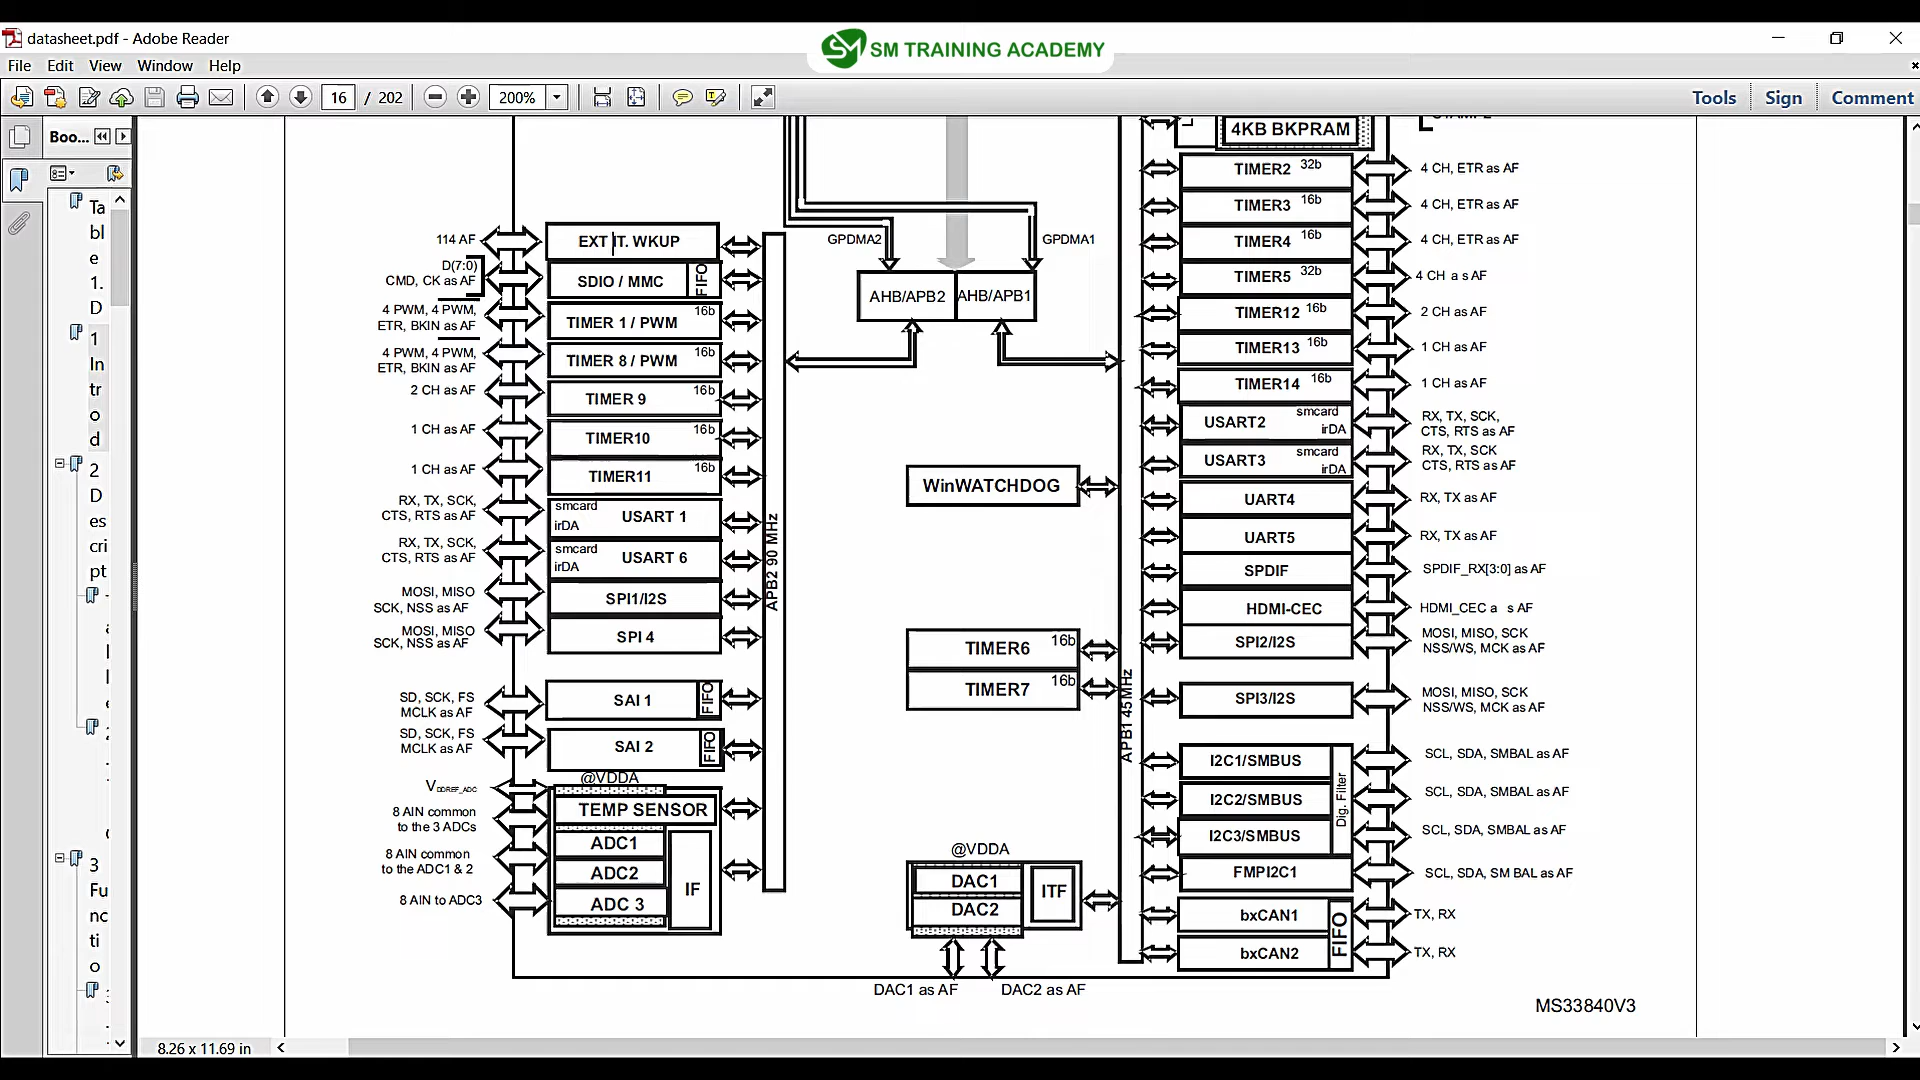 datasheet.pdf - Adobe Reader
SM TRAINING ACADEMY
File Edit View Window Help
16 / 202
200%
Tools Sign Comment
Boo...
Ta
bl
e
1.
D
1
In
tr
o
d
2
D
es
cri
pt
3
Fu
nc
ti
o
4KB BKPRAM
114 AF
EXT IT. WKUP
D(7:0)
CMD, CK as AF
SDIO / MMC
FIFO
4 PWM, 4 PWM,
ETR, BKIN as AF
TIMER 1 / PWM
16b
4 PWM, 4 PWM,
ETR, BKIN as AF
TIMER 8 / PWM
16b
2 CH as AF
TIMER 9
16b
1 CH as AF
TIMER10
16b
1 CH as AF
TIMER11
16b
RX, TX, SCK,
CTS, RTS as AF
smcard
irDA
USART 1
RX, TX, SCK,
CTS, RTS as AF
smcard
irDA
USART 6
MOSI, MISO
SCK, NSS as AF
SPI1/I2S
MOSI, MISO
SCK, NSS as AF
SPI 4
SD, SCK, FS
MCLK as AF
SAI 1
FIFO
SD, SCK, FS
MCLK as AF
SAI 2
FIFO
@VDDA
VDDREF_ADC
TEMP SENSOR
8 AIN common
to the 3 ADCs
8 AIN common
to the ADC1 & 2
8 AIN to ADC3
ADC1
ADC2
ADC 3
IF
APB2 90 MHz
GPDMA2
GPDMA1
AHB/APB2
AHB/APB1
WinWATCHDOG
TIMER6
16b
TIMER7
16b
@VDDA
DAC1
DAC2
ITF
DAC1 as AF
DAC2 as AF
APB1 45MHz
TIMER2
32b
4 CH, ETR as AF
TIMER3
16b
4 CH, ETR as AF
TIMER4
16b
4 CH, ETR as AF
TIMER5
32b
4 CH a s AF
TIMER12
16b
2 CH as AF
TIMER13
16b
1 CH as AF
TIMER14
16b
1 CH as AF
USART2
smcard
irDA
RX, TX, SCK,
CTS, RTS as AF
USART3
smcard
irDA
RX, TX, SCK
CTS, RTS as AF
UART4
RX, TX as AF
UART5
RX, TX as AF
SPDIF
SPDIF_RX[3:0] as AF
HDMI-CEC
HDMI_CEC a s AF
SPI2/I2S
MOSI, MISO, SCK
NSS/WS, MCK as AF
SPI3/I2S
MOSI, MISO, SCK
NSS/WS, MCK as AF
I2C1/SMBUS
SCL, SDA, SMBAL as AF
I2C2/SMBUS
SCL, SDA, SMBAL as AF
I2C3/SMBUS
SCL, SDA, SMBAL as AF
Dig. Filter
FMPI2C1
SCL, SDA, SM BAL as AF
bxCAN1
TX, RX
bxCAN2
TX, RX
FIFO
MS33840V3
8.26 x 11.69 in